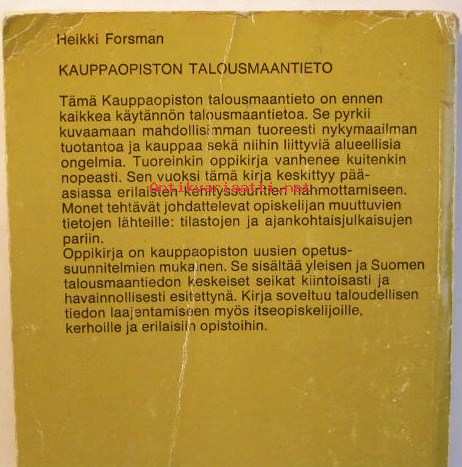 Heikki Forsman
KAUPPAOPISTON TALOUSMAANTIETO
Tämä Kauppaopiston talousmaantieto on ennen
kaikkea käytännön talousmaantietoa. Se pyrkii
kuvaamaan mahdollisimman tuoreesti nykymaailman
tuotantoa ja kauppaa sekä niihin liittyviä alueellisia
ongelmia. Tuoreinkin oppikirja vanhenee kuitenkin
nopeasti. Sen vuoksi tämä kirja keskittyy pää-
asiassa erilaisten kehityssuuntien hahmottamiseen.
Monet tehtävät johdattelevat opiskelijan muuttuvien
tietojen lähteille: tilastojen ja ajankohtaisjulkaisujen
pariin.
Oppikirja on kauppaopiston uusien opetus-
suunnitelmien mukainen. Se sisältää yleisen ja Suomen
talousmaantiedon keskeiset seikat kiintoisasti ja
havainnollisesti esitettynä. Kirja soveltuu taloudellisen
tiedon laajentamiseen myös itseopiskelijoille,
kerhoille ja erilaisiin opistoihin.